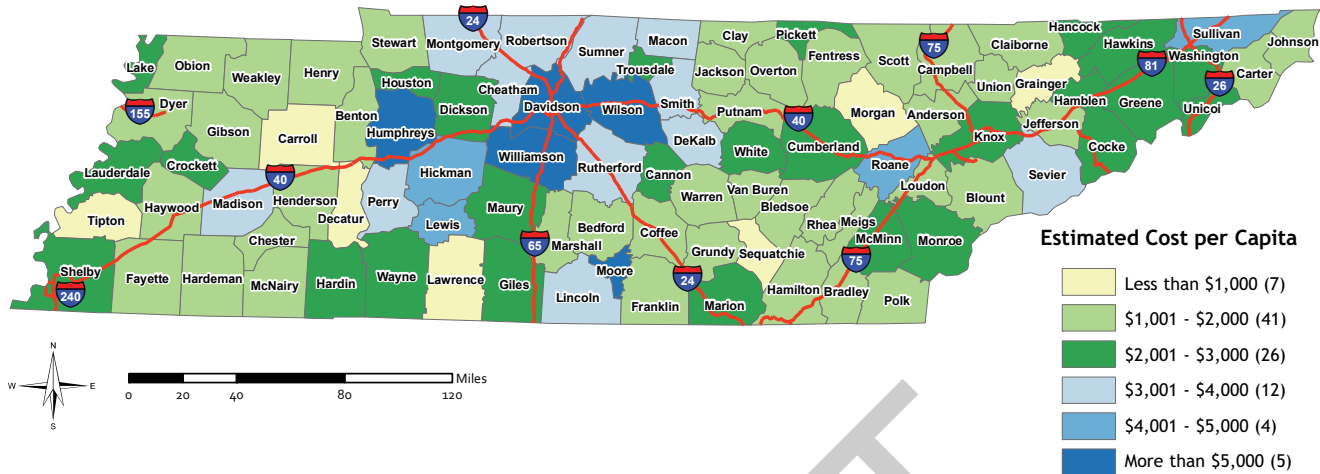 24
Stewart
Montgomery
Robertson
Sumner
Macon
Clay
Pickett
Fentress
Scott
75
Campbell
Claiborne
Hancock
Hawkins
Sullivan
Johnson
Lake
Obion
Weakley
Henry
Houston
Dickson
Cheatham
Davidson
Wilson
Trousdale
Smith
Jackson
Overton
Putnam
Morgan
Anderson
Union
Grainger
Hamblen
81
Greene
Washington
26
Carter
Unicoi
155
Dyer
Gibson
Carroll
Benton
Humphreys
Hickman
Williamson
Rutherford
Cannon
DeKalb
White
40
Cumberland
Roane
Knox
Jefferson
Cocke
Sevier
Lauderdale
Crockett
40
Tipton
Haywood
Madison
Henderson
Decatur
Perry
Lewis
Maury
Bedford
Coffee
Warren
Van Buren
Bledsoe
Rhea
Meigs
Loudon
Blount
McMinn
Monroe
Shelby
240
Fayette
Hardeman
Chester
McNairy
Hardin
Wayne
Lawrence
Giles
65
Marshall
Moore
Lincoln
Franklin
Grundy
24
Marion
Sequatchie
Hamilton
75
Bradley
Polk
Estimated Cost per Capita
Less than $1,000 (7)
$1,001 - $2,000 (41)
$2,001 - $3,000 (26)
$3,001 - $4,000 (12)
$4,001 - $5,000 (4)
More than $5,000 (5)
N
W E
S
Miles
0 20 40 80 120